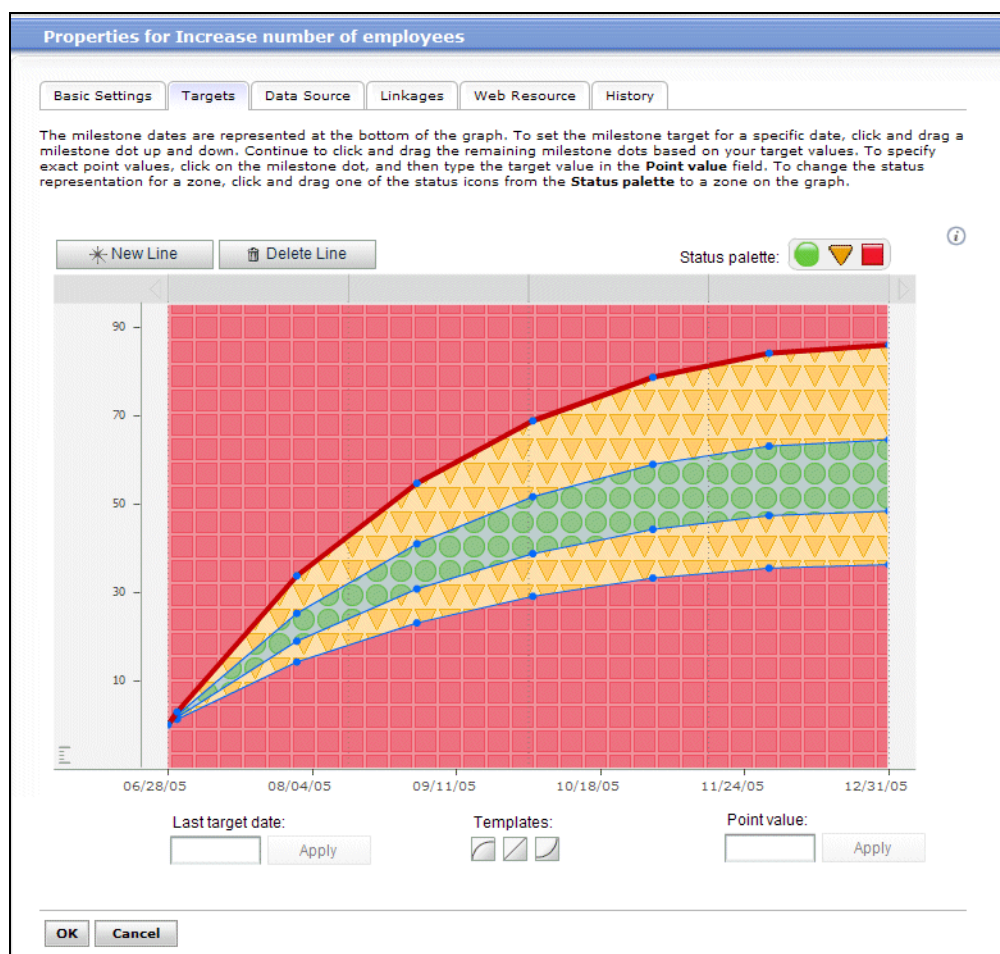 Properties for Increase number of employees
Basic Settings
Targets
Data Source
Linkages
Web Resource
History
The milestone dates are represented at the bottom of the graph. To set the milestone target for a specific date, click and drag a
milestone dot up and down. Continue to click and drag the remaining milestone dots based on your target values. To specify
exact point values, click on the milestone dot, and then type the target value in the Point value field. To change the status
representation for a zone, click and drag one of the status icons from the Status palette to a zone on the graph.
New Line
Delete Line
Status palette:
i
90
70
50
30
10
06/28/05
08/04/05
09/11/05
10/18/05
11/24/05
12/31/05
Last target date:
Templates:
Point value:
Apply
Apply
OK
Cancel